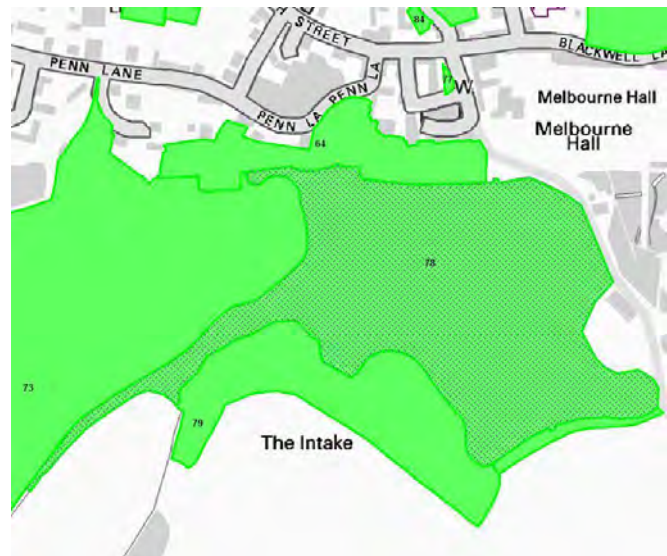 84
STREET
BLACKWELL L
PENN LANE
W
Melbourne Hall
PENN LA
PENN LA
Melbourne
Hall
64
78
73
79
The Intake